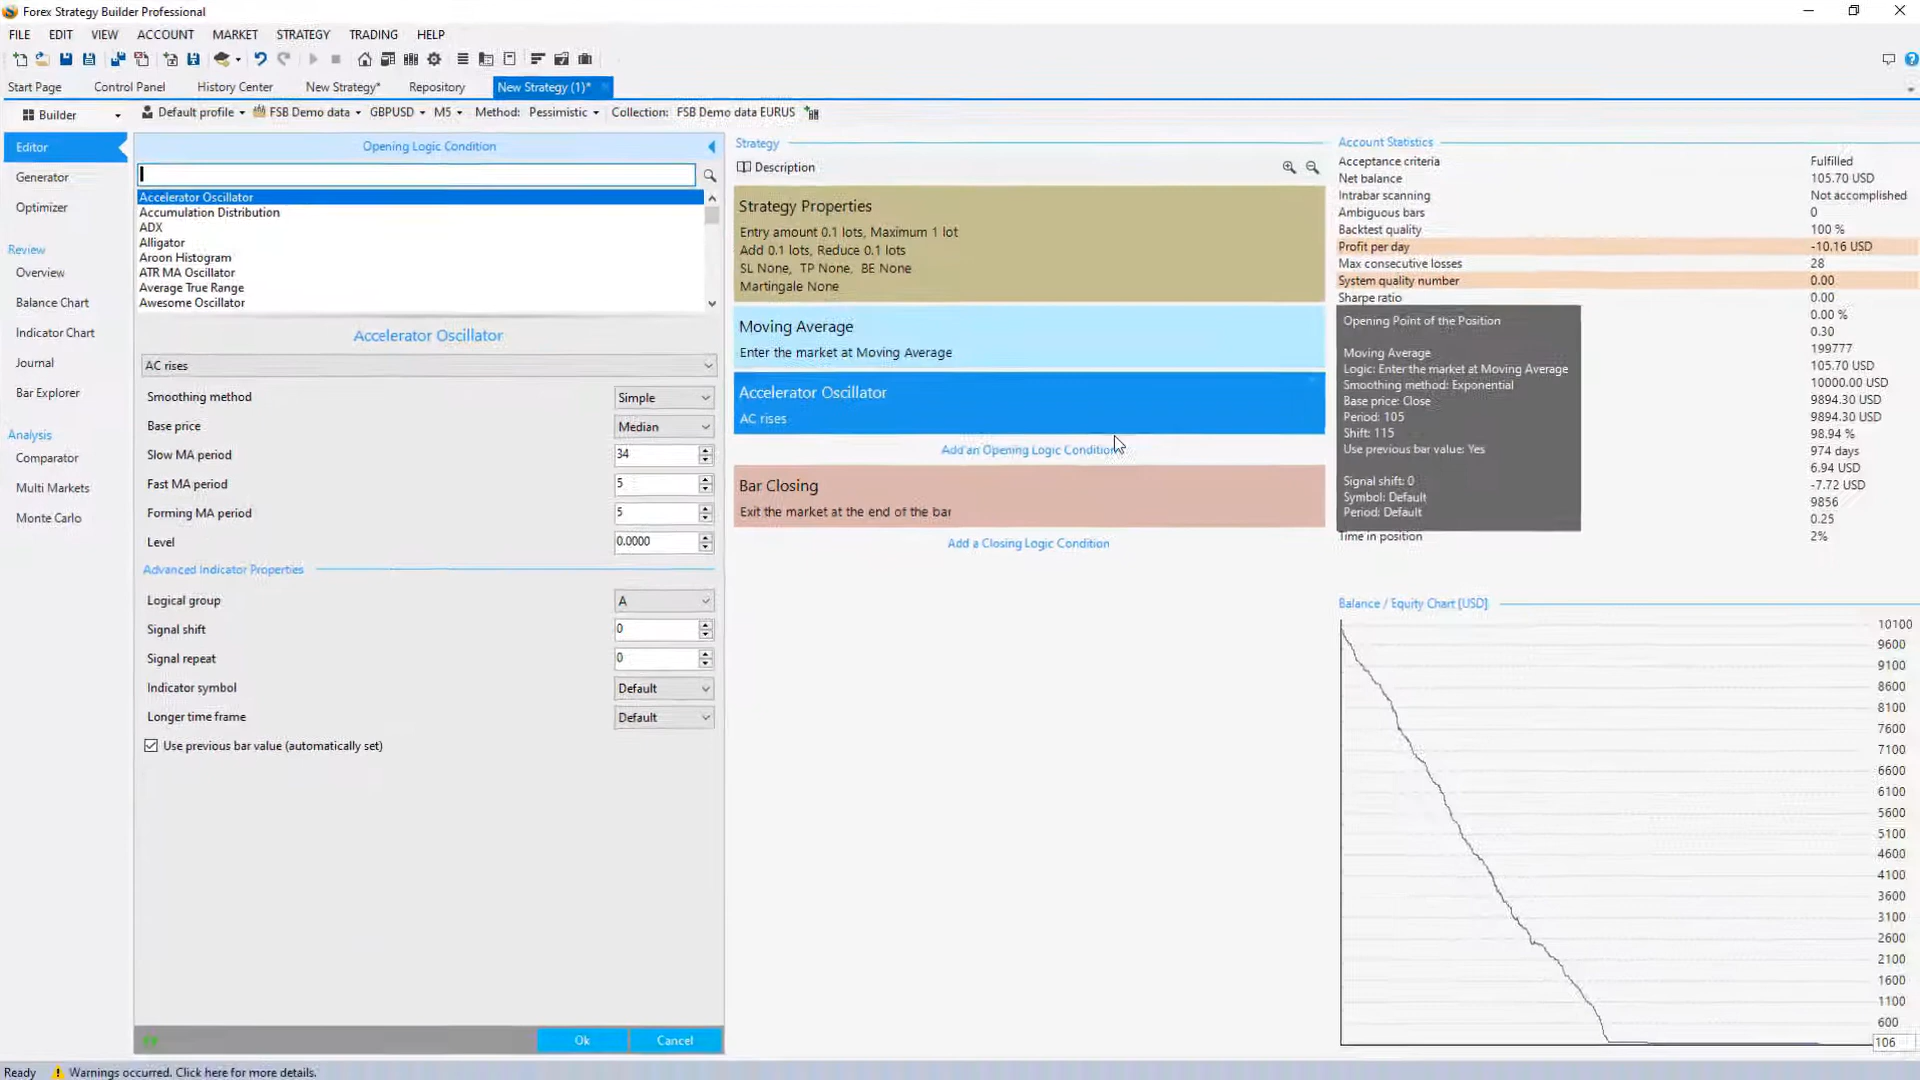 Forex Strategy Builder Professional
FILE EDIT VIEW ACCOUNT MARKET STRATEGY TRADING HELP
Start Page Control Panel History Center New Strategy* Repository New Strategy (1)*
Builder Default profile FSB Demo data GBPUSD M5 Method: Pessimistic Collection: FSB Demo data EURUS
Editor
Generator
Optimizer
Review
Overview
Balance Chart
Indicator Chart
Journal
Bar Explorer
Analysis
Comparator
Multi Markets
Monte Carlo
Opening Logic Condition
Accelerator Oscillator
Accumulation Distribution
ADX
Alligator
Aroon Histogram
ATR MA Oscillator
Average True Range
Awesome Oscillator
Accelerator Oscillator
AC rises
Smoothing method Simple
Base price Median
Slow MA period 34
Fast MA period 5
Forming MA period 5
Level 0.0000
Advanced Indicator Properties
Logical group A
Signal shift 0
Signal repeat 0
Indicator symbol Default
Longer time frame Default
Use previous bar value (automatically set)
Ok Cancel
Strategy
Description
Strategy Properties
Entry amount 0.1 lots, Maximum 1 lot
Add 0.1 lots, Reduce 0.1 lots
SL None, TP None, BE None
Martingale None
Moving Average
Enter the market at Moving Average
Accelerator Oscillator
AC rises
Add an Opening Logic Condition
Bar Closing
Exit the market at the end of the bar
Add a Closing Logic Condition
Account Statistics
Acceptance criteria Fulfilled
Net balance 105.70 USD
Intrabar scanning Not accomplished
Ambiguous bars 0
Backtest quality 100 %
Profit per day -10.16 USD
Max consecutive losses 28
System quality number 0.00
Sharpe ratio 0.00
0.00 %
0.30
199777
105.70 USD
10000.00 USD
9894.30 USD
9894.30 USD
98.94 %
974 days
6.94 USD
-7.72 USD
9856
0.25
Time in position 2%
Opening Point of the Position
Moving Average
Logic: Enter the market at Moving Average
Smoothing method: Exponential
Base price: Close
Period: 105
Shift: 115
Use previous bar value: Yes
Signal shift: 0
Symbol: Default
Period: Default
Balance / Equity Chart [USD]
10100
9600
9100
8600
8100
7600
7100
6600
6100
5600
5100
4600
4100
3600
3100
2600
2100
1600
1100
600
106
Ready Warnings occurred. Click here for more details.